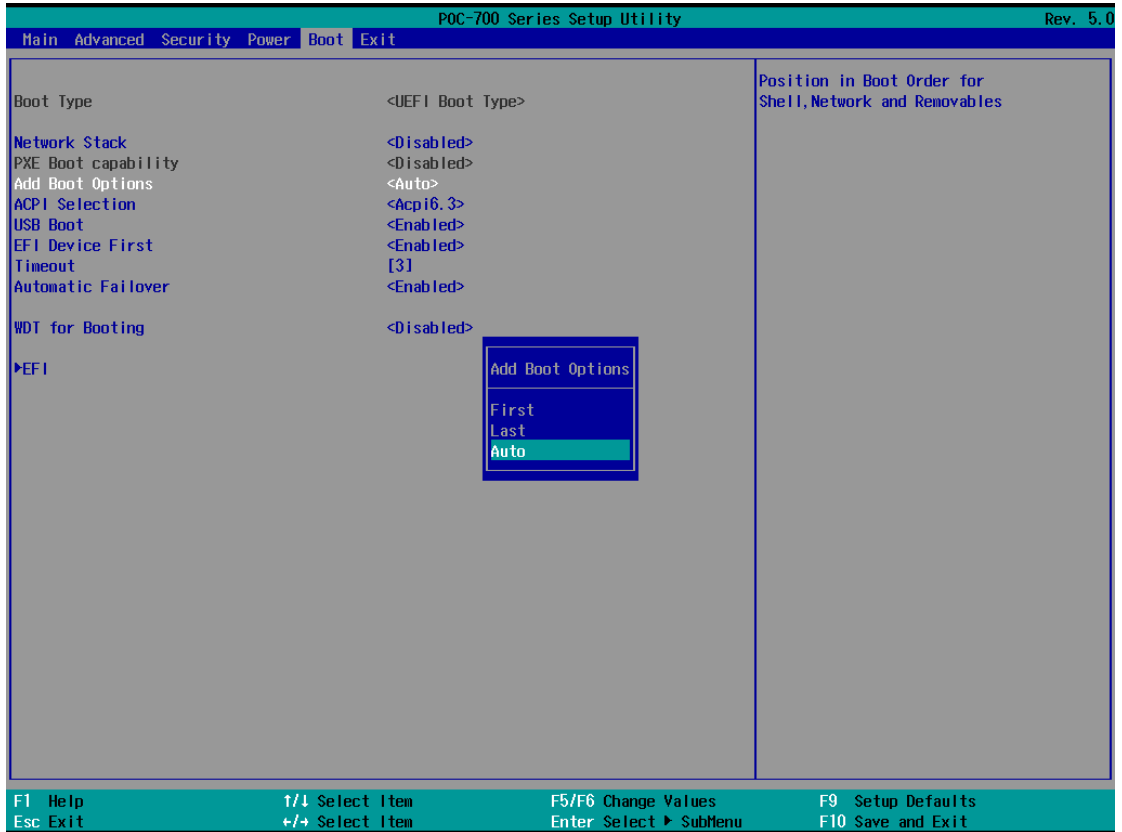 POC-700 Series Setup Utility Rev. 5.0
Main Advanced Security Power Boot Exit
Position in Boot Order for
Boot Type <UEFI Boot Type> Shell,Network and Removables
Network Stack <Disabled>
PXE Boot capability <Disabled>
Add Boot Options <Auto>
ACPI Selection <Acpi6.3>
USB Boot <Enabled>
EFI Device First <Enabled>
Timeout [3]
Automatic Failover <Enabled>
WDT for Booting <Disabled>
▶EFI
Add Boot Options
First
Last
Auto
F1 Help ↑/↓ Select Item F5/F6 Change Values F9 Setup Defaults
Esc Exit ←/→ Select Item Enter Select ▶ SubMenu F10 Save and Exit